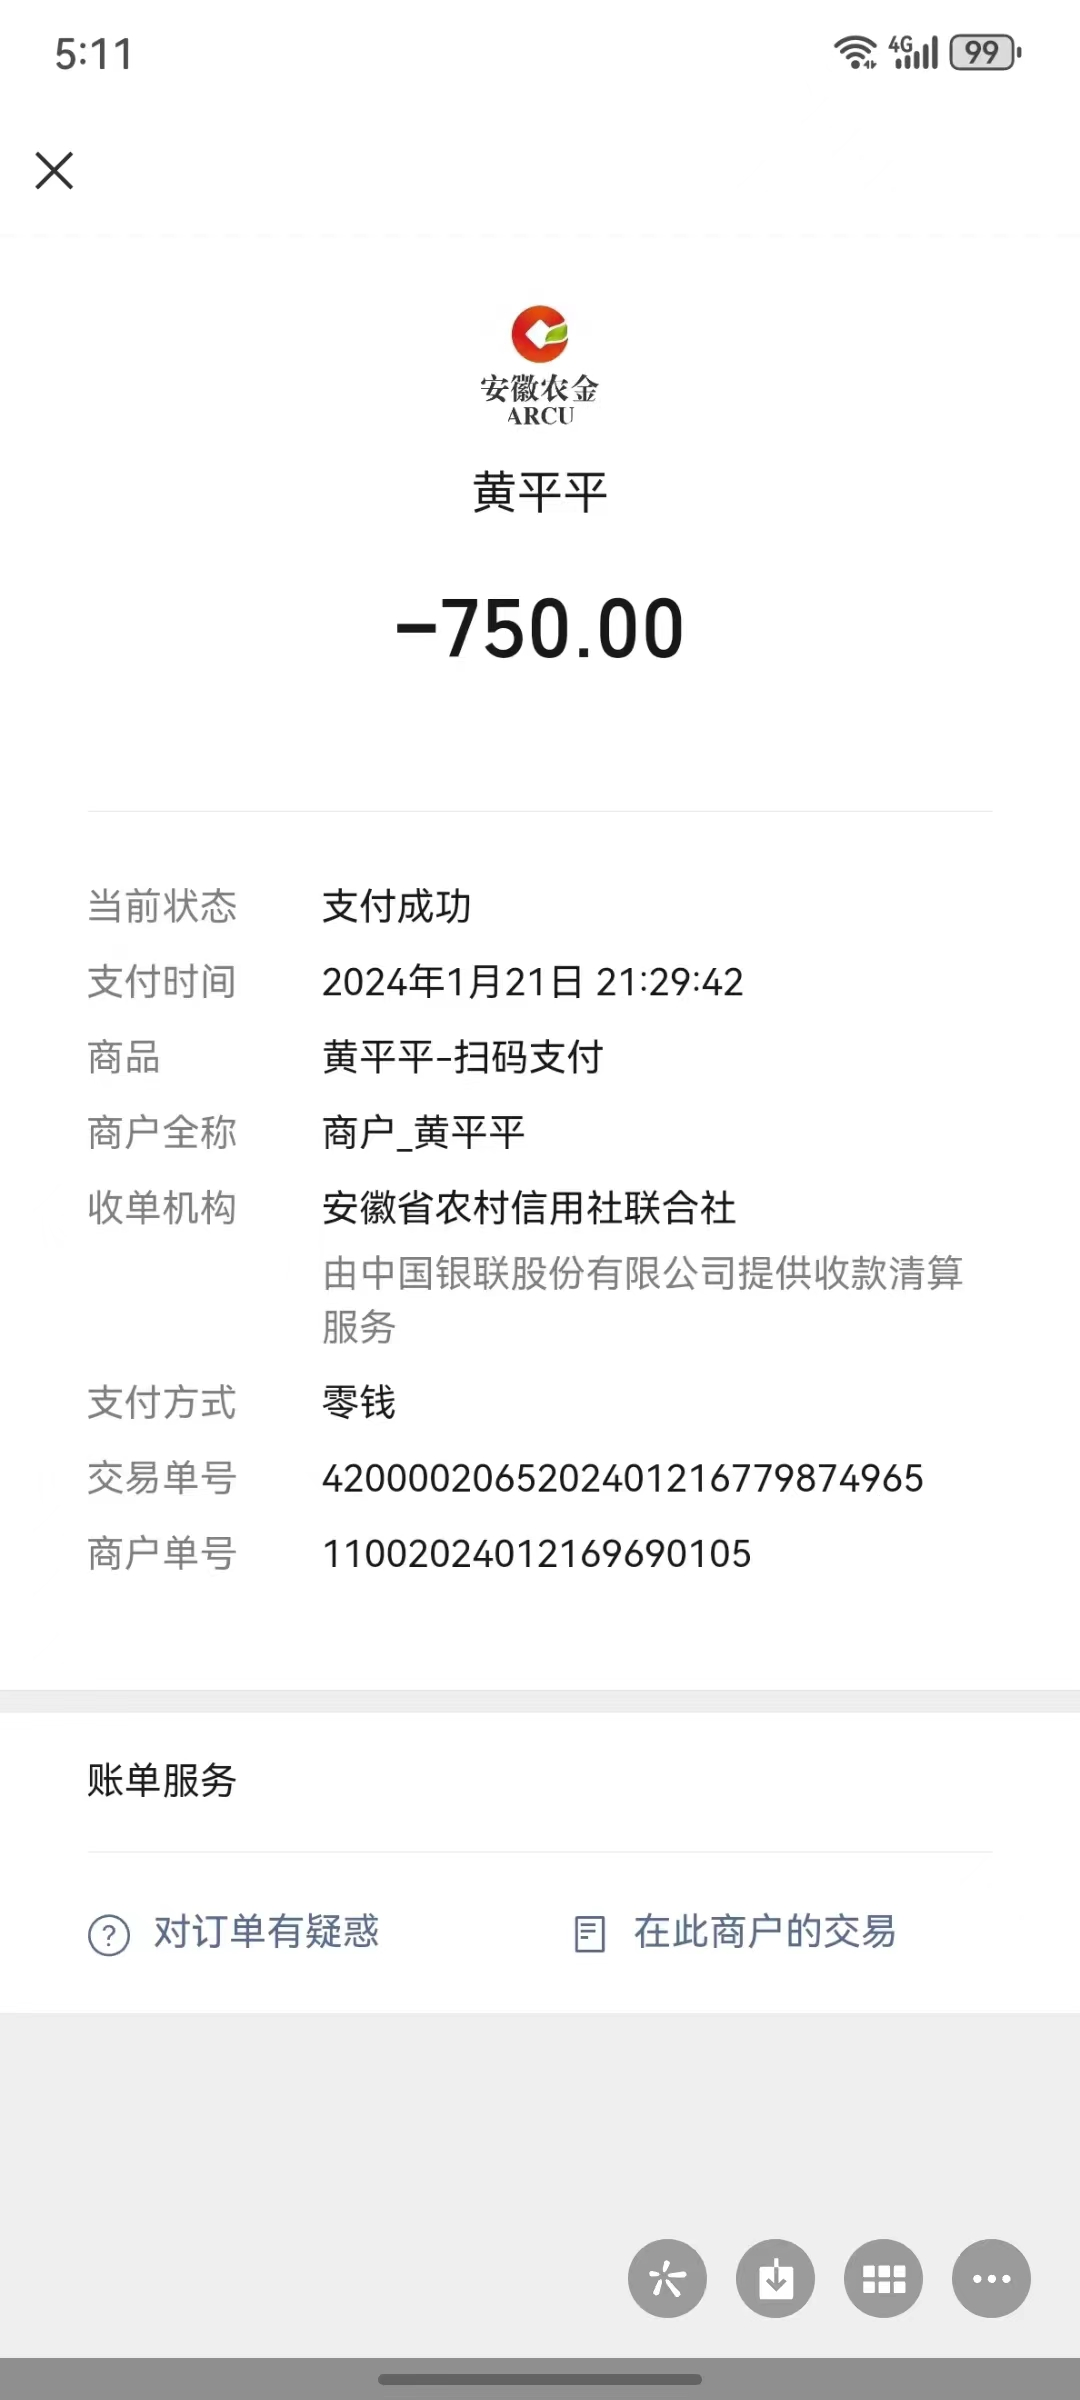 5:11
4G
99
安徽农金
ARCU
黄平平
-750.00
当前状态 支付成功
支付时间 2024年1月21日 21:29:42
商品 黄平平-扫码支付
商户全称 商户_黄平平
收单机构 安徽省农村信用社联合社
由中国银联股份有限公司提供收款清算
服务
支付方式 零钱
交易单号 4200002065202401216779874965
商户单号 11002024012169690105
账单服务
对订单有疑惑 在此商户的交易